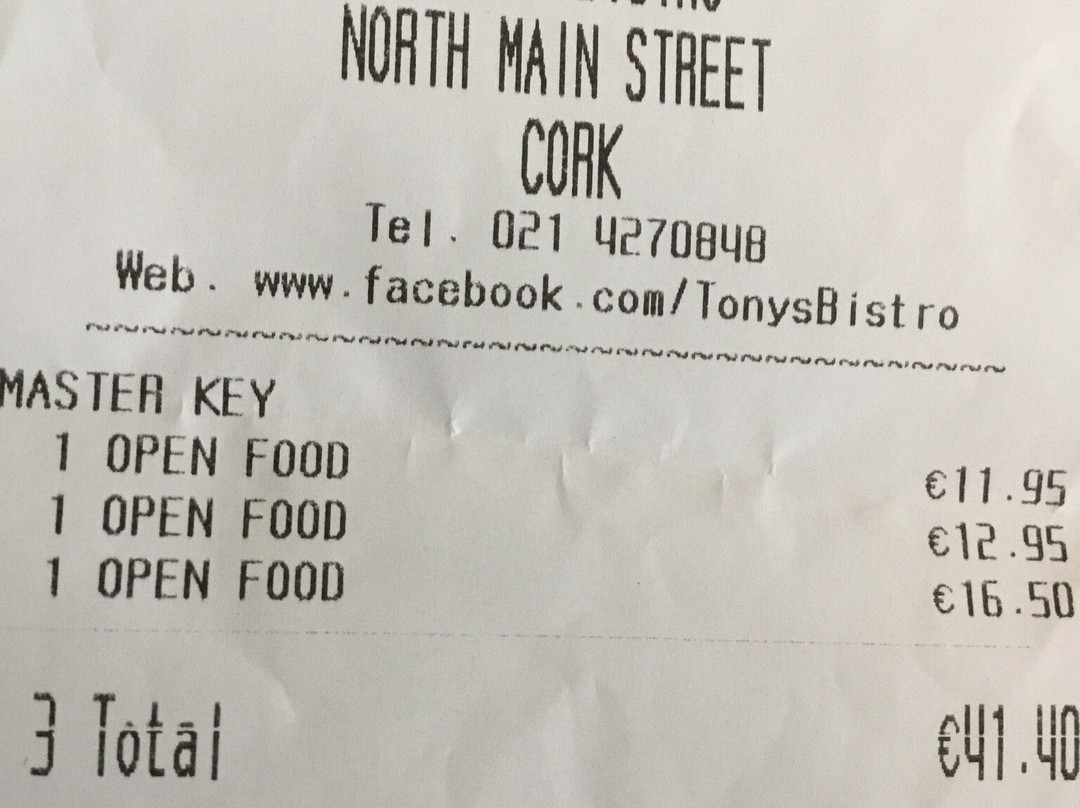 NORTH MAIN STREET
CORK
Tel. 021 4270848
Web. www.facebook.com/TonysBistro
~~~~~~~~~~~~~~~~~~~~~~~~~~~~~~~~~~~~~~
MASTER KEY
1 OPEN FOOD €11.95
1 OPEN FOOD €12.95
1 OPEN FOOD €16.50
3 Total €41.40